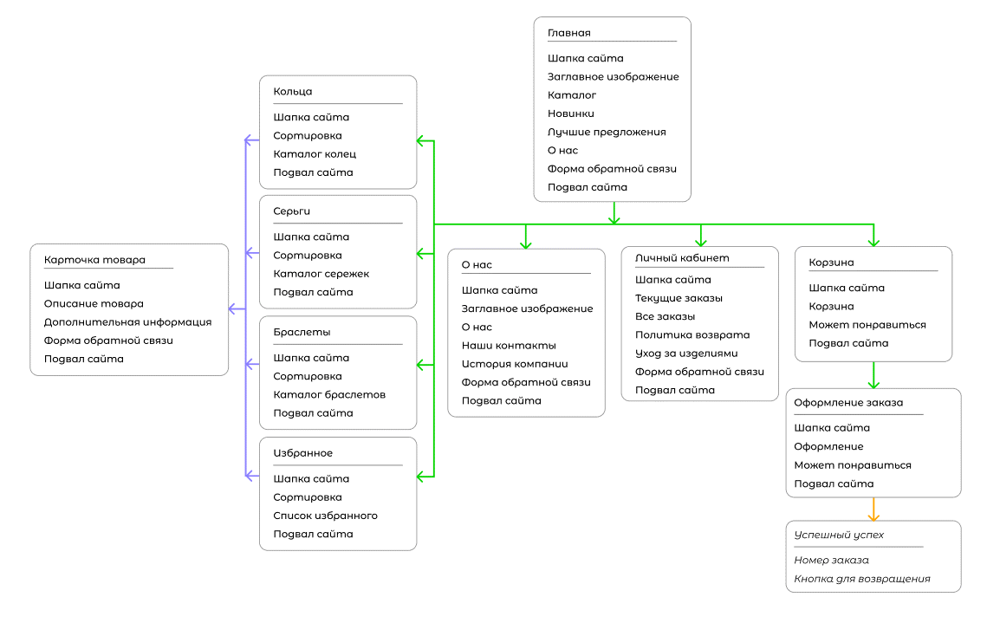 Главная
Шапка сайта
Заглавное изображение
Каталог
Новинки
Лучшие предложения
О нас
Форма обратной связи
Подвал сайта
Кольца
Шапка сайта
Сортировка
Каталог колец
Подвал сайта
Серьги
Шапка сайта
Сортировка
Каталог сережек
Подвал сайта
Браслеты
Шапка сайта
Сортировка
Каталог браслетов
Подвал сайта
Избранное
Шапка сайта
Сортировка
Список избранного
Подвал сайта
Карточка товара
Шапка сайта
Описание товара
Дополнительная информация
Форма обратной связи
Подвал сайта
О нас
Шапка сайта
Заглавное изображение
О нас
Наши контакты
История компании
Форма обратной связи
Подвал сайта
Личный кабинет
Шапка сайта
Текущие заказы
Все заказы
Политика возврата
Уход за изделиями
Форма обратной связи
Подвал сайта
Корзина
Шапка сайта
Корзина
Может понравиться
Подвал сайта
Оформление заказа
Шапка сайта
Оформление
Может понравиться
Подвал сайта
Успешный успех
Номер заказа
Кнопка для возвращения